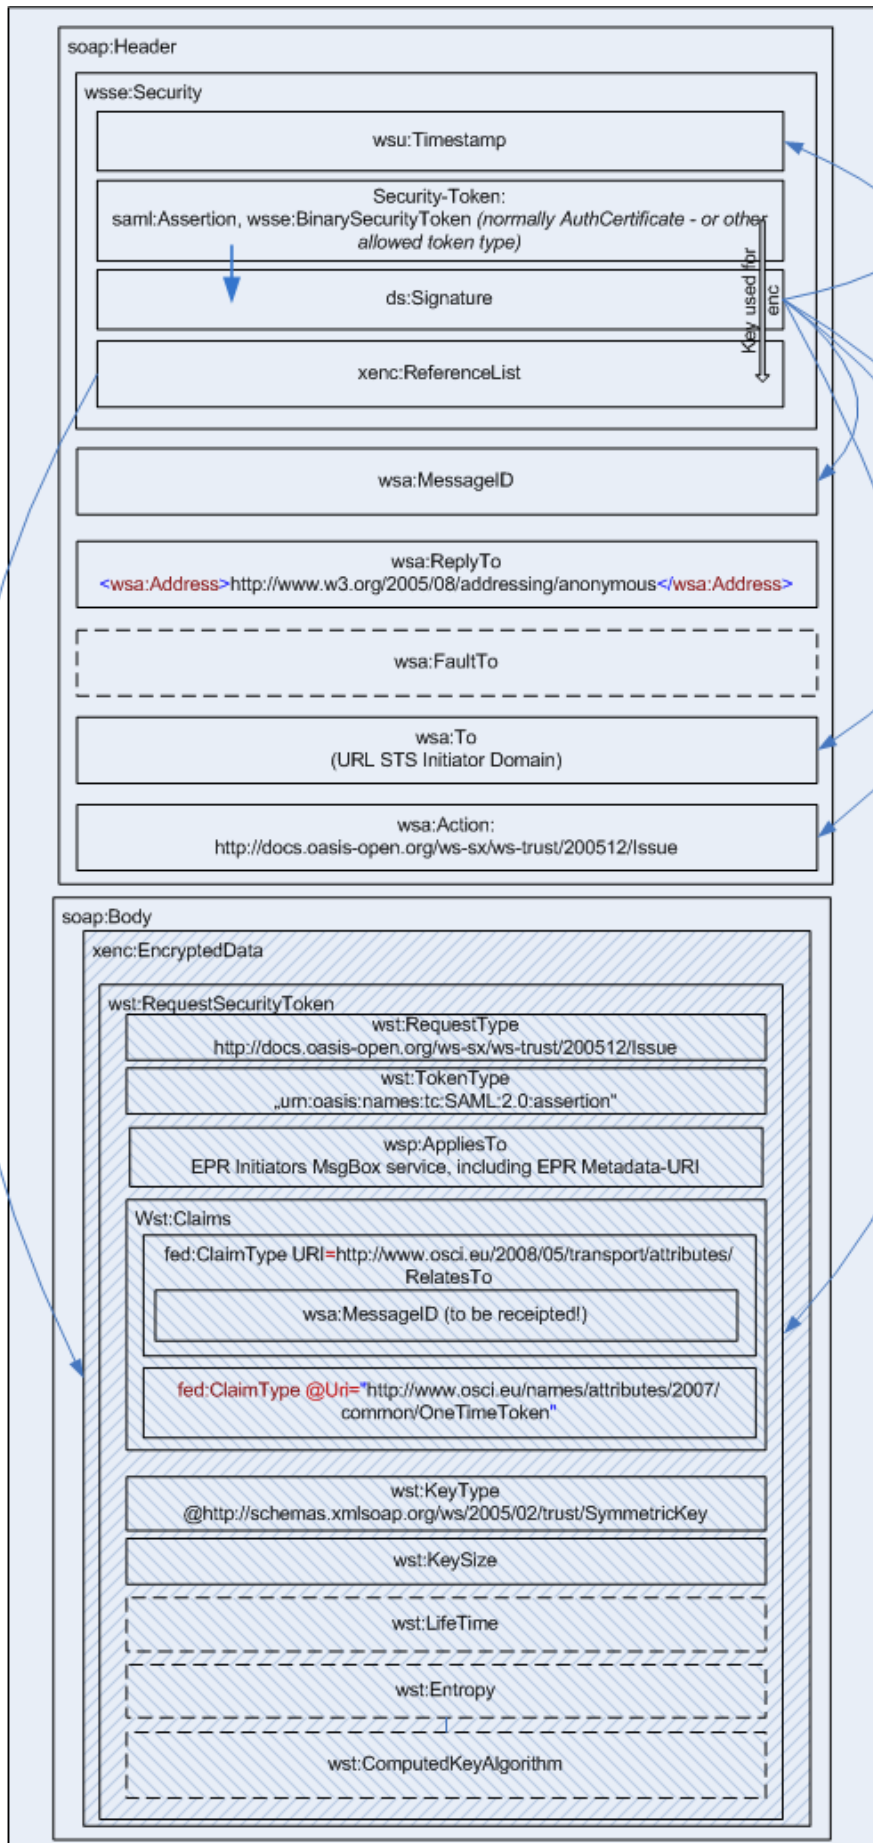 soap:Header
wsse:Security
wsu:Timestamp
Security-Token:
saml:Assertion, wsse:BinarySecurityToken (normally AuthCertificate - or other
allowed token type)
Key used for
enc
ds:Signature
xenc:ReferenceList
wsa:MessageID
wsa:ReplyTo
<wsa:Address>http://www.w3.org/2005/08/addressing/anonymous</wsa:Address>
wsa:FaultTo
wsa:To
(URL STS Initiator Domain)
wsa:Action:
http://docs.oasis-open.org/ws-sx/ws-trust/200512/Issue
soap:Body
xenc:EncryptedData
wst:RequestSecurityToken
wst:RequestType
http://docs.oasis-open.org/ws-sx/ws-trust/200512/Issue
wst:TokenType
„urn:oasis:names:tc:SAML:2.0:assertion"
wsp:AppliesTo
EPR Initiators MsgBox service, including EPR Metadata-URI
Wst:Claims
fed:ClaimType URI=http://www.osci.eu/2008/05/transport/attributes/
RelatesTo
wsa:MessageID (to be receipted!)
fed:ClaimType @Uri="http://www.osci.eu/names/attributes/2007/
common/OneTimeToken"
wst:KeyType
@http://schemas.xmlsoap.org/ws/2005/02/trust/SymmetricKey
wst:KeySize
wst:LifeTime
wst:Entropy
wst:ComputedKeyAlgorithm